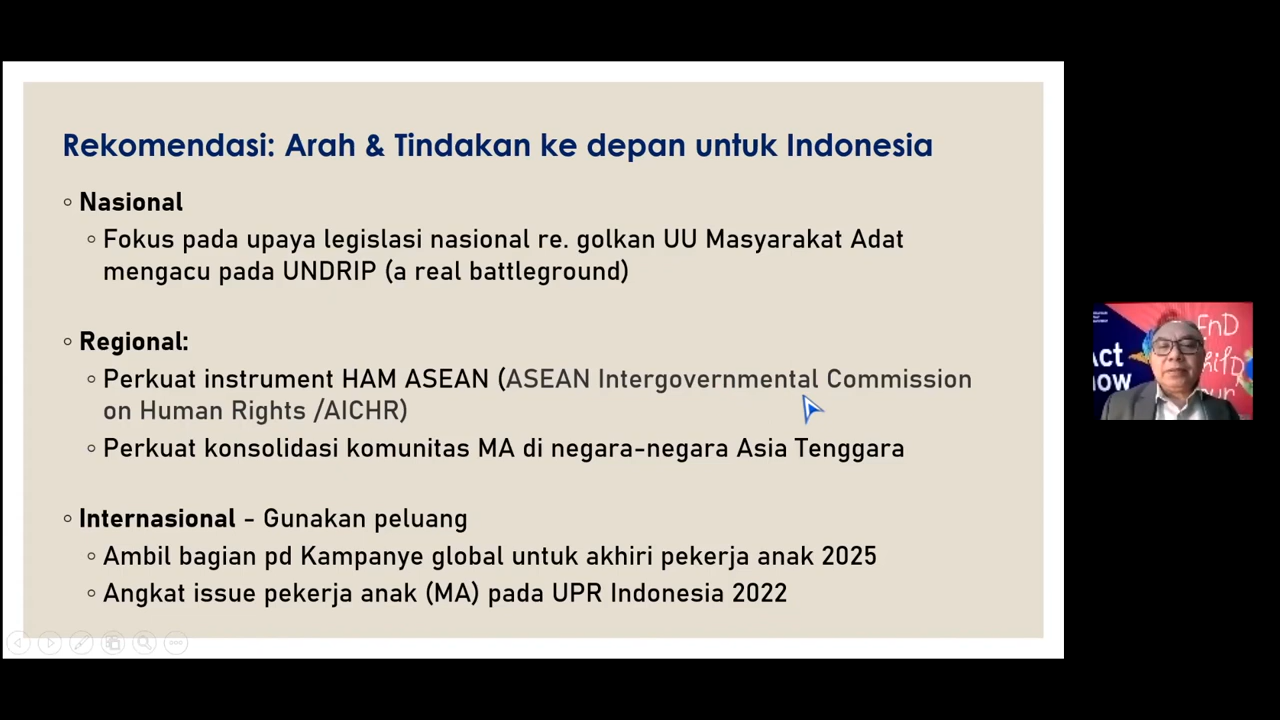 Rekomendasi: Arah & Tindakan ke depan untuk Indonesia
◦ Nasional
◦ Fokus pada upaya legislasi nasional re. golkan UU Masyarakat Adat
mengacu pada UNDRIP (a real battleground)
◦ Regional:
◦ Perkuat instrument HAM ASEAN (ASEAN Intergovernmental Commission
on Human Rights /AICHR)
◦ Perkuat konsolidasi komunitas MA di negara-negara Asia Tenggara
◦ Internasional - Gunakan peluang
◦ Ambil bagian pd Kampanye global untuk akhiri pekerja anak 2025
◦ Angkat issue pekerja anak (MA) pada UPR Indonesia 2022
EnD